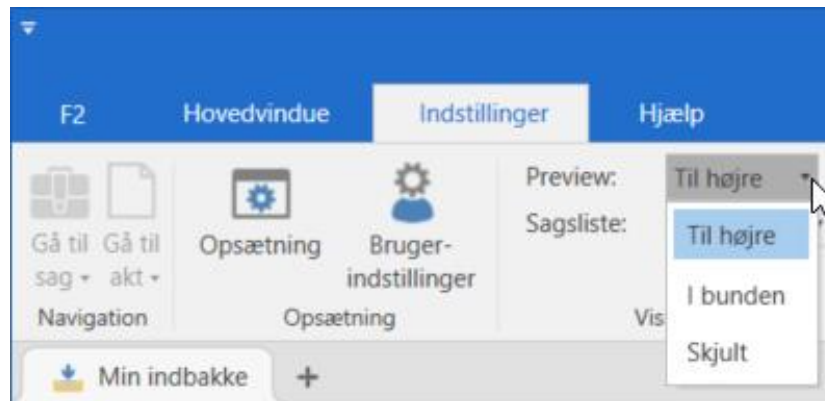 F2 Hovedvindue Indstillinger Hjælp
Preview: Til højre
Sagsliste:
Gå til sag
Gå til akt
Opsætning
Bruger-
indstillinger
Til højre
I bunden
Skjult
Navigation Opsætning Vis
Min indbakke +